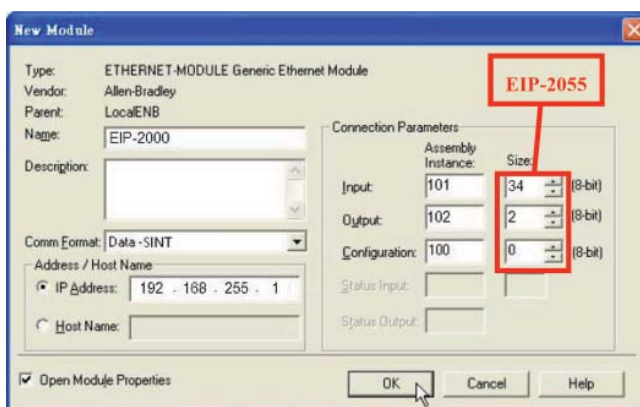 New Module
Type: ETHERNET-MODULE Generic Ethernet Module
Vendor: Allen-Bradley
Parent: LocalENB
Name: EIP-2000
Description:
Comm Format: Data -SINT
Address / Host Name
IP Address: 192 . 168 . 255 . 1
Host Name:
EIP-2055
Connection Parameters
Assembly Instance: Size:
Input: 101 34 (8-bit)
Output: 102 2 (8-bit)
Configuration: 100 0 (8-bit)
Status Input:
Status Output:
Open Module Properties
OK Cancel Help